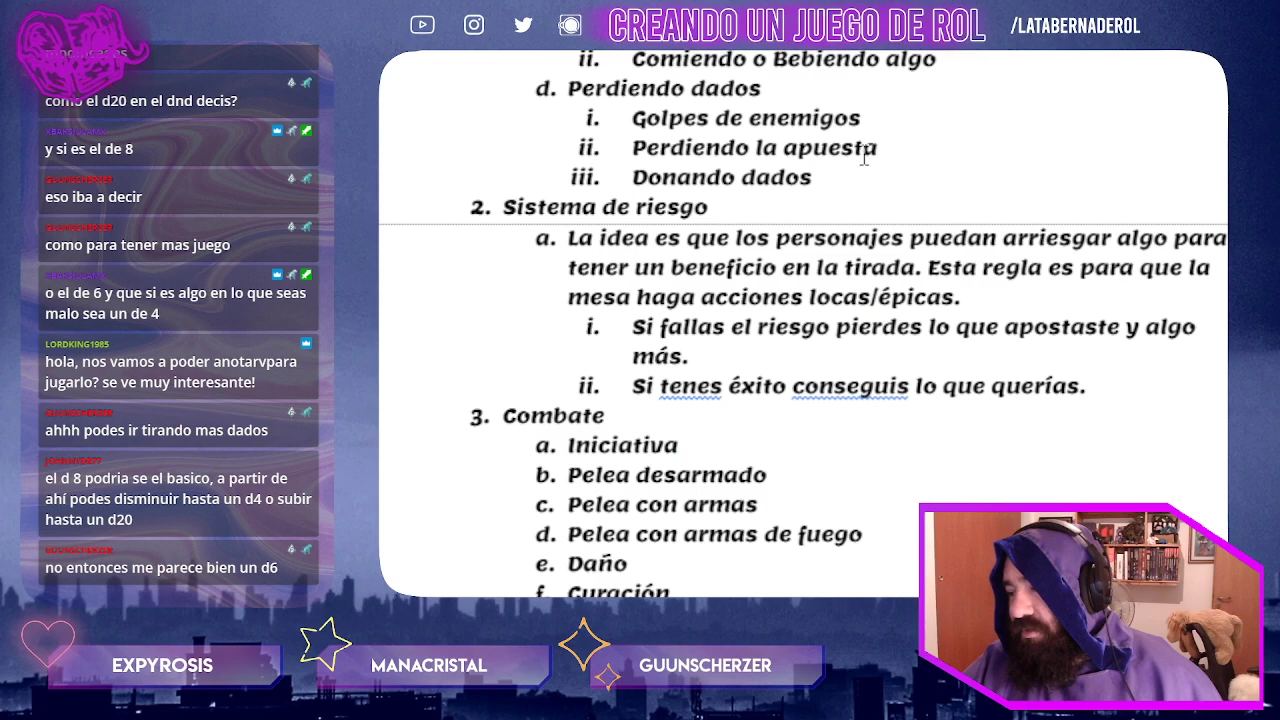 CREANDO UN JUEGO DE ROL
/LATABERNADEROL
como el d20 en el dnd decis?
y si es el de 8
GUUNSCHERZER
eso iba a decir
GUUNSCHERZER
como para tener mas juego
o el de 6 y que si es algo en lo que seas
malo sea un de 4
LORDKING1985
hola, nos vamos a poder anotarvpara
jugarlo? se ve muy interesante!
GUUNSCHERZER
ahhh podes ir tirando mas dados
el d 8 podria se el basico, a partir de
ahí podes disminuir hasta un d4 o subir
hasta un d20
GUUNSCHERZER
no entonces me parece bien un d6
ii. Comiendo o Bebiendo algo
d. Perdiendo dados
i. Golpes de enemigos
ii. Perdiendo la apuesta
iii. Donando dados
2. Sistema de riesgo
a. La idea es que los personajes puedan arriesgar algo para
tener un beneficio en la tirada. Esta regla es para que la
mesa haga acciones locas/épicas.
i. Si fallas el riesgo pierdes lo que apostaste y algo
más.
ii. Si tenes éxito conseguis lo que querías.
3. Combate
a. Iniciativa
b. Pelea desarmado
c. Pelea con armas
d. Pelea con armas de fuego
e. Daño
f. Curación
EXPYROSIS
MANACRISTAL
GUUNSCHERZER